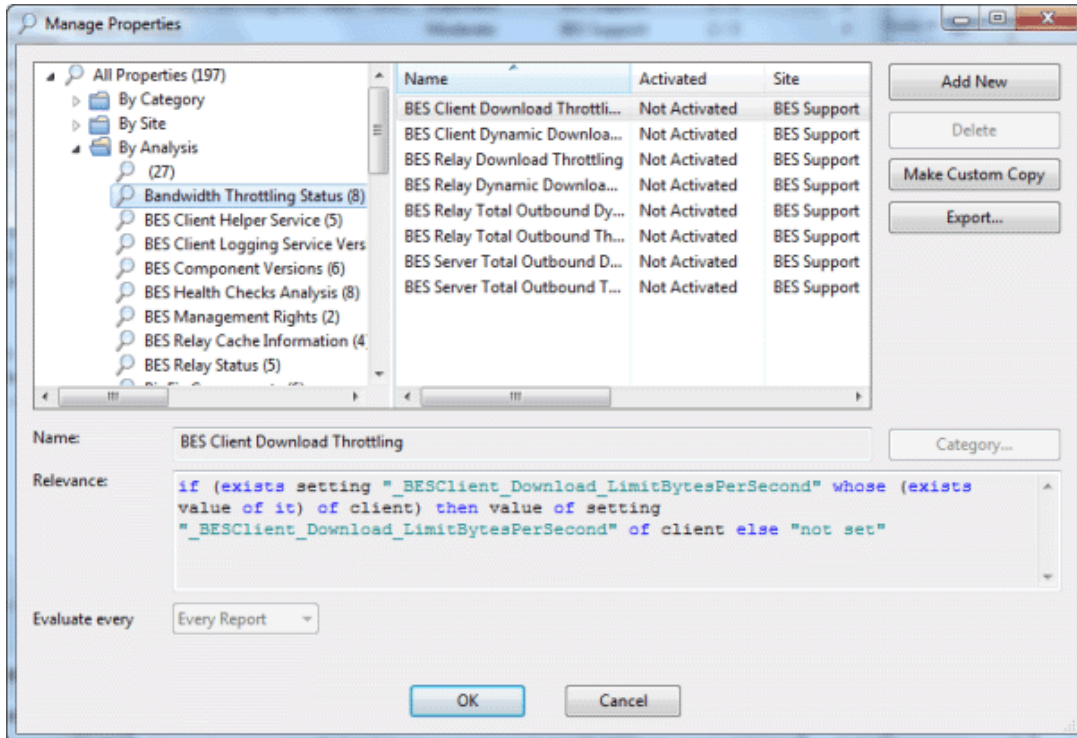 Manage Properties
All Properties (197)
By Category
By Site
By Analysis
(27)
Bandwidth Throttling Status (8)
BES Client Helper Service (5)
BES Client Logging Service Vers
BES Component Versions (6)
BES Health Checks Analysis (8)
BES Management Rights (2)
BES Relay Cache Information (4
BES Relay Status (5)
Name Activated Site
BES Client Download Throttli... Not Activated BES Support
BES Client Dynamic Downloa... Not Activated BES Support
BES Relay Download Throttling Not Activated BES Support
BES Relay Dynamic Downloa... Not Activated BES Support
BES Relay Total Outbound Dy... Not Activated BES Support
BES Relay Total Outbound Th... Not Activated BES Support
BES Server Total Outbound D... Not Activated BES Support
BES Server Total Outbound T... Not Activated BES Support
Add New
Delete
Make Custom Copy
Export...
Name: BES Client Download Throttling Category...
Relevance:
if (exists setting "_BESClient_Download_LimitBytesPerSecond" whose (exists
value of it) of client) then value of setting
"_BESClient_Download_LimitBytesPerSecond" of client else "not set"
Evaluate every Every Report
OK Cancel